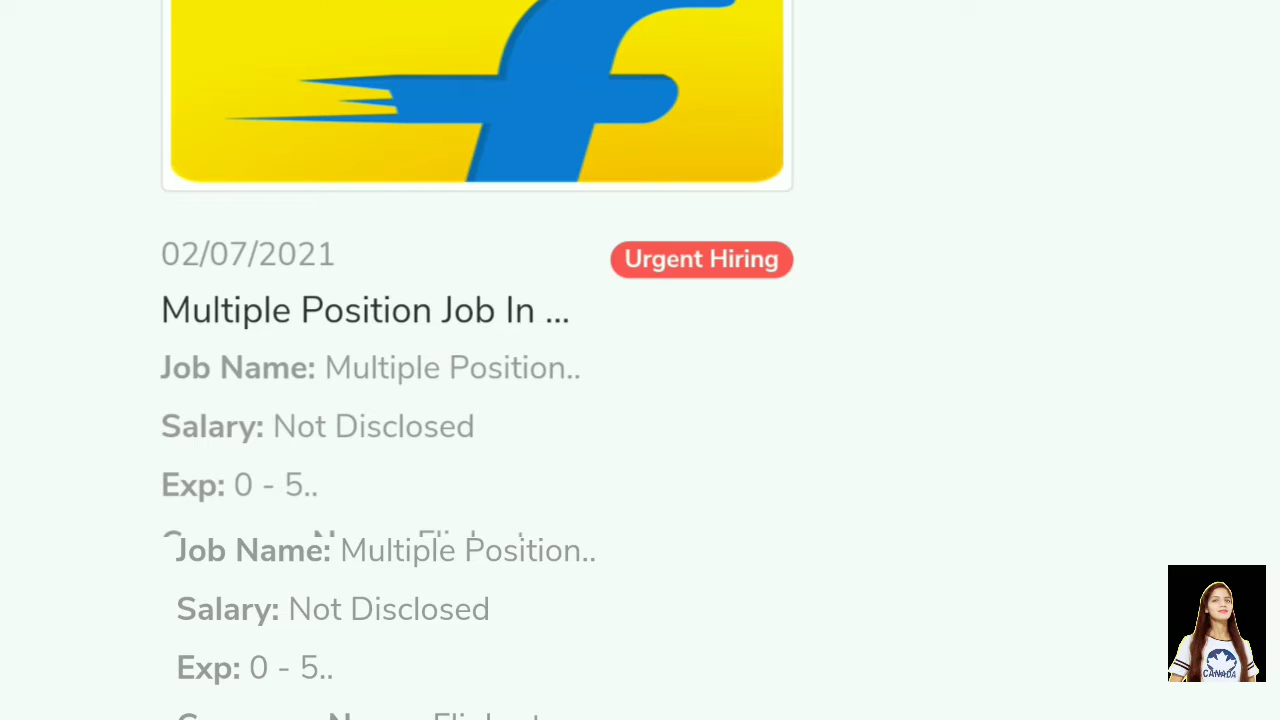 02/07/2021
Urgent Hiring
Multiple Position Job In ...
Job Name: Multiple Position..
Salary: Not Disclosed
Exp: 0 - 5..
Job Name: Multiple Position..
Salary: Not Disclosed
Exp: 0 - 5..
CANADA